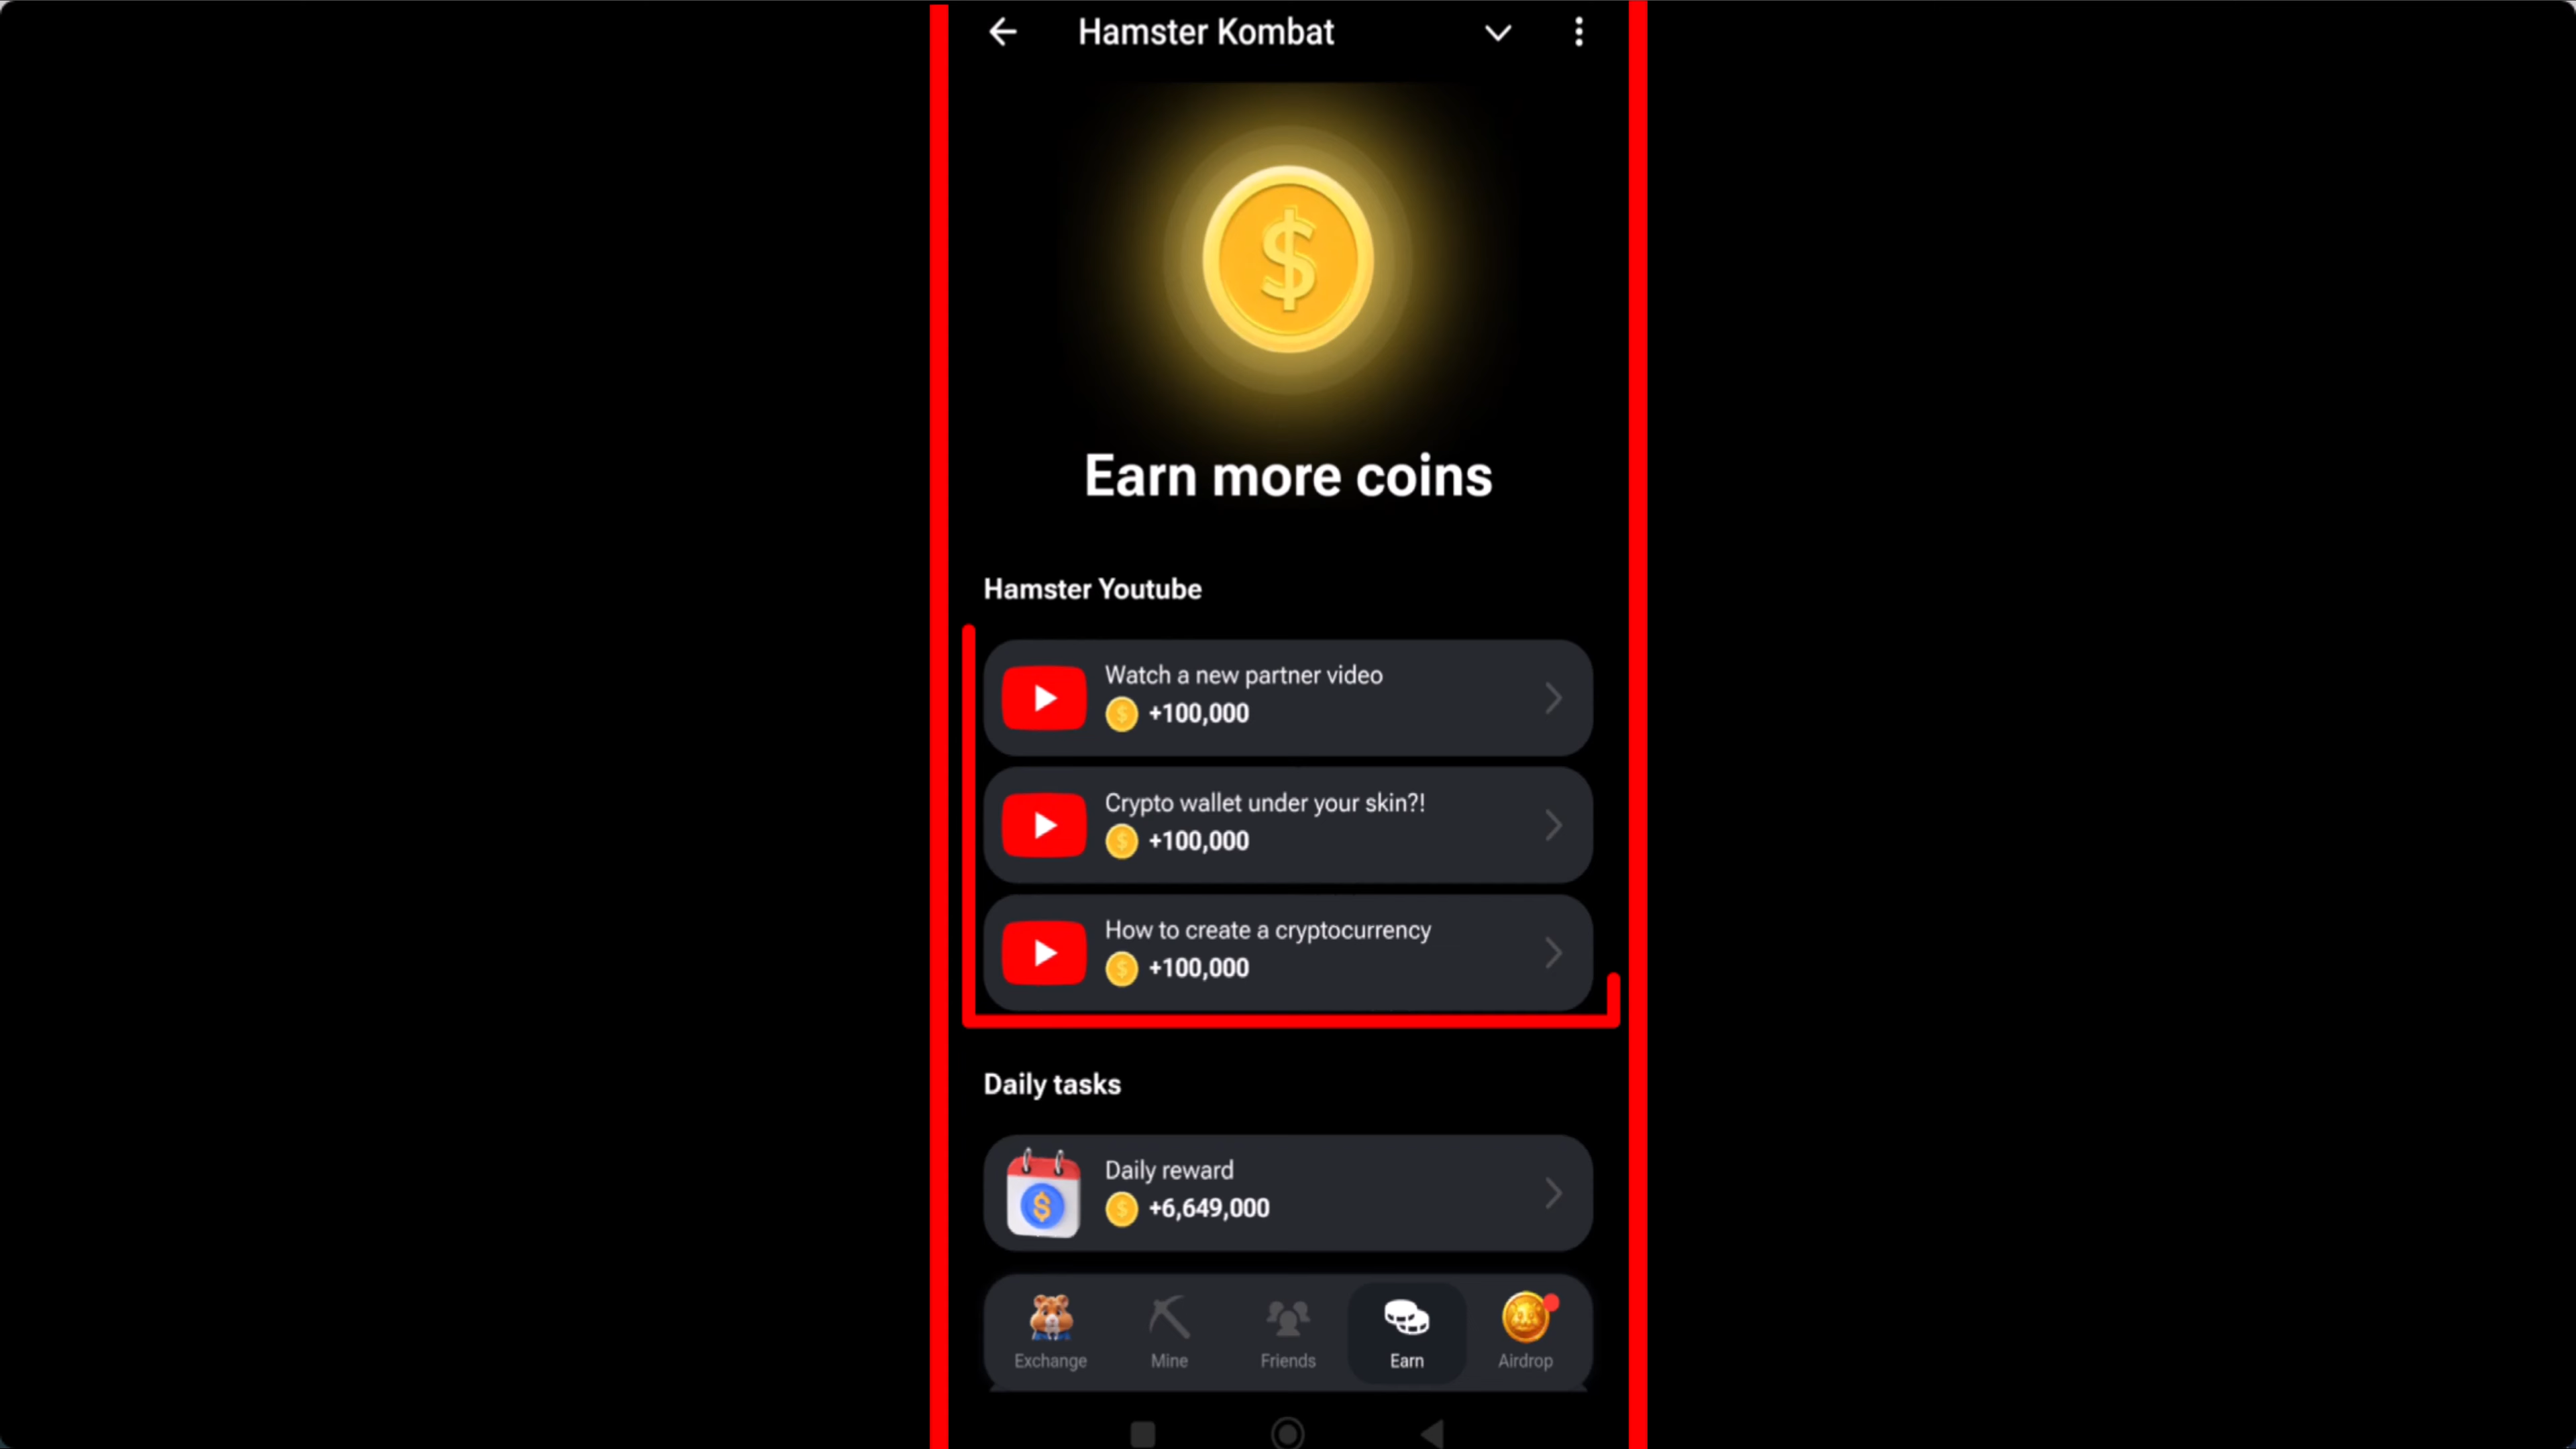 Hamster Kombat
$
Earn more coins
Hamster Youtube
Watch a new partner video
$ +100,000
Crypto wallet under your skin?!
$ +100,000
How to create a cryptocurrency
$ +100,000
Daily tasks
$
Daily reward
$ +6,649,000
Exchange Mine Friends Earn Airdrop